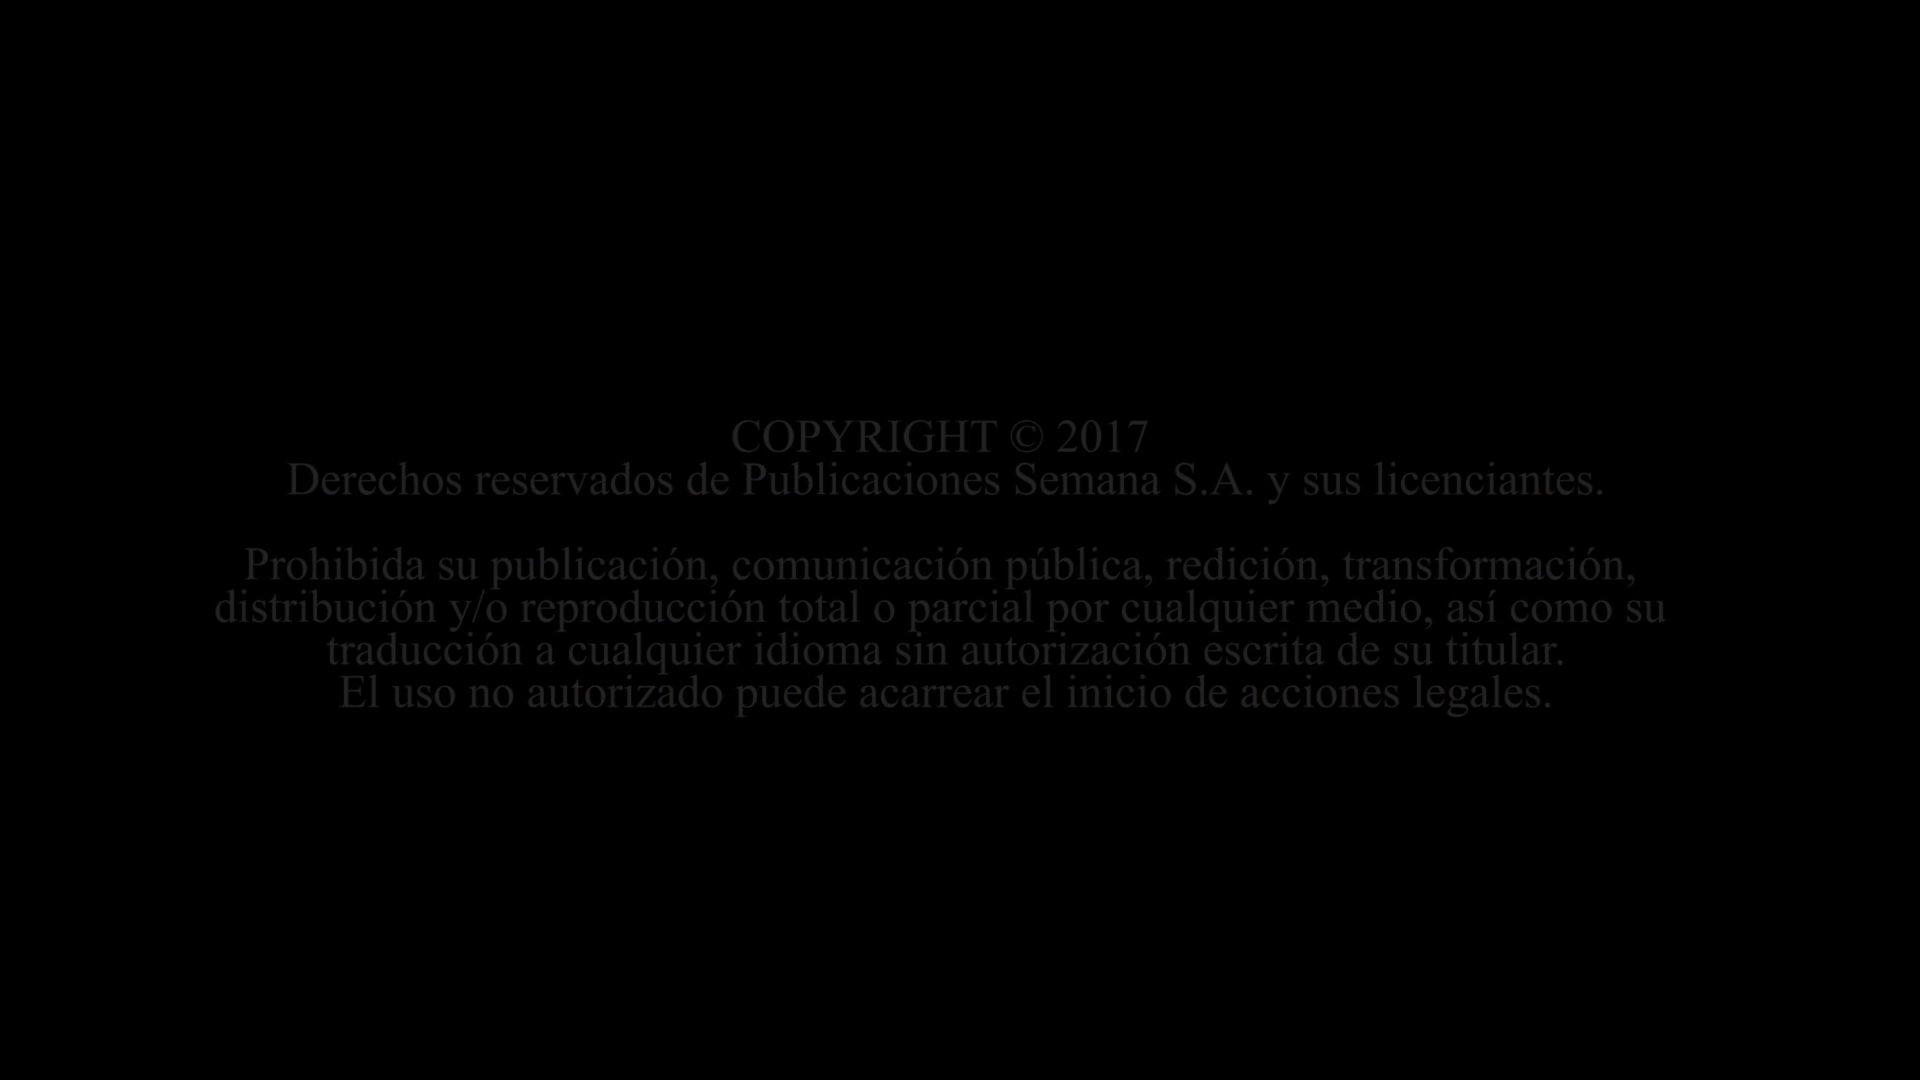 COPYRIGHT © 2017
Derechos reservados de Publicaciones Semana S.A. y sus licenciantes.
Prohibida su publicación, comunicación pública, redición, transformación,
distribución y/o reproducción total o parcial por cualquier medio, así como su
traducción a cualquier idioma sin autorización escrita de su titular.
El uso no autorizado puede acarrear el inicio de acciones legales.